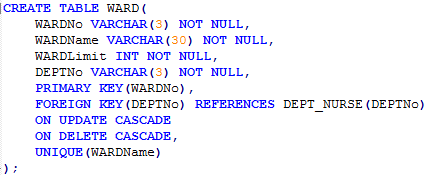 CREATE TABLE WARD(
WARDNo VARCHAR(3) NOT NULL,
WARDName VARCHAR(30) NOT NULL,
WARDLimit INT NOT NULL,
DEPTNo VARCHAR(3) NOT NULL,
PRIMARY KEY(WARDNo),
FOREIGN KEY(DEPTNo) REFERENCES DEPT_NURSE(DEPTNo)
ON UPDATE CASCADE
ON DELETE CASCADE,
UNIQUE(WARDName)
);